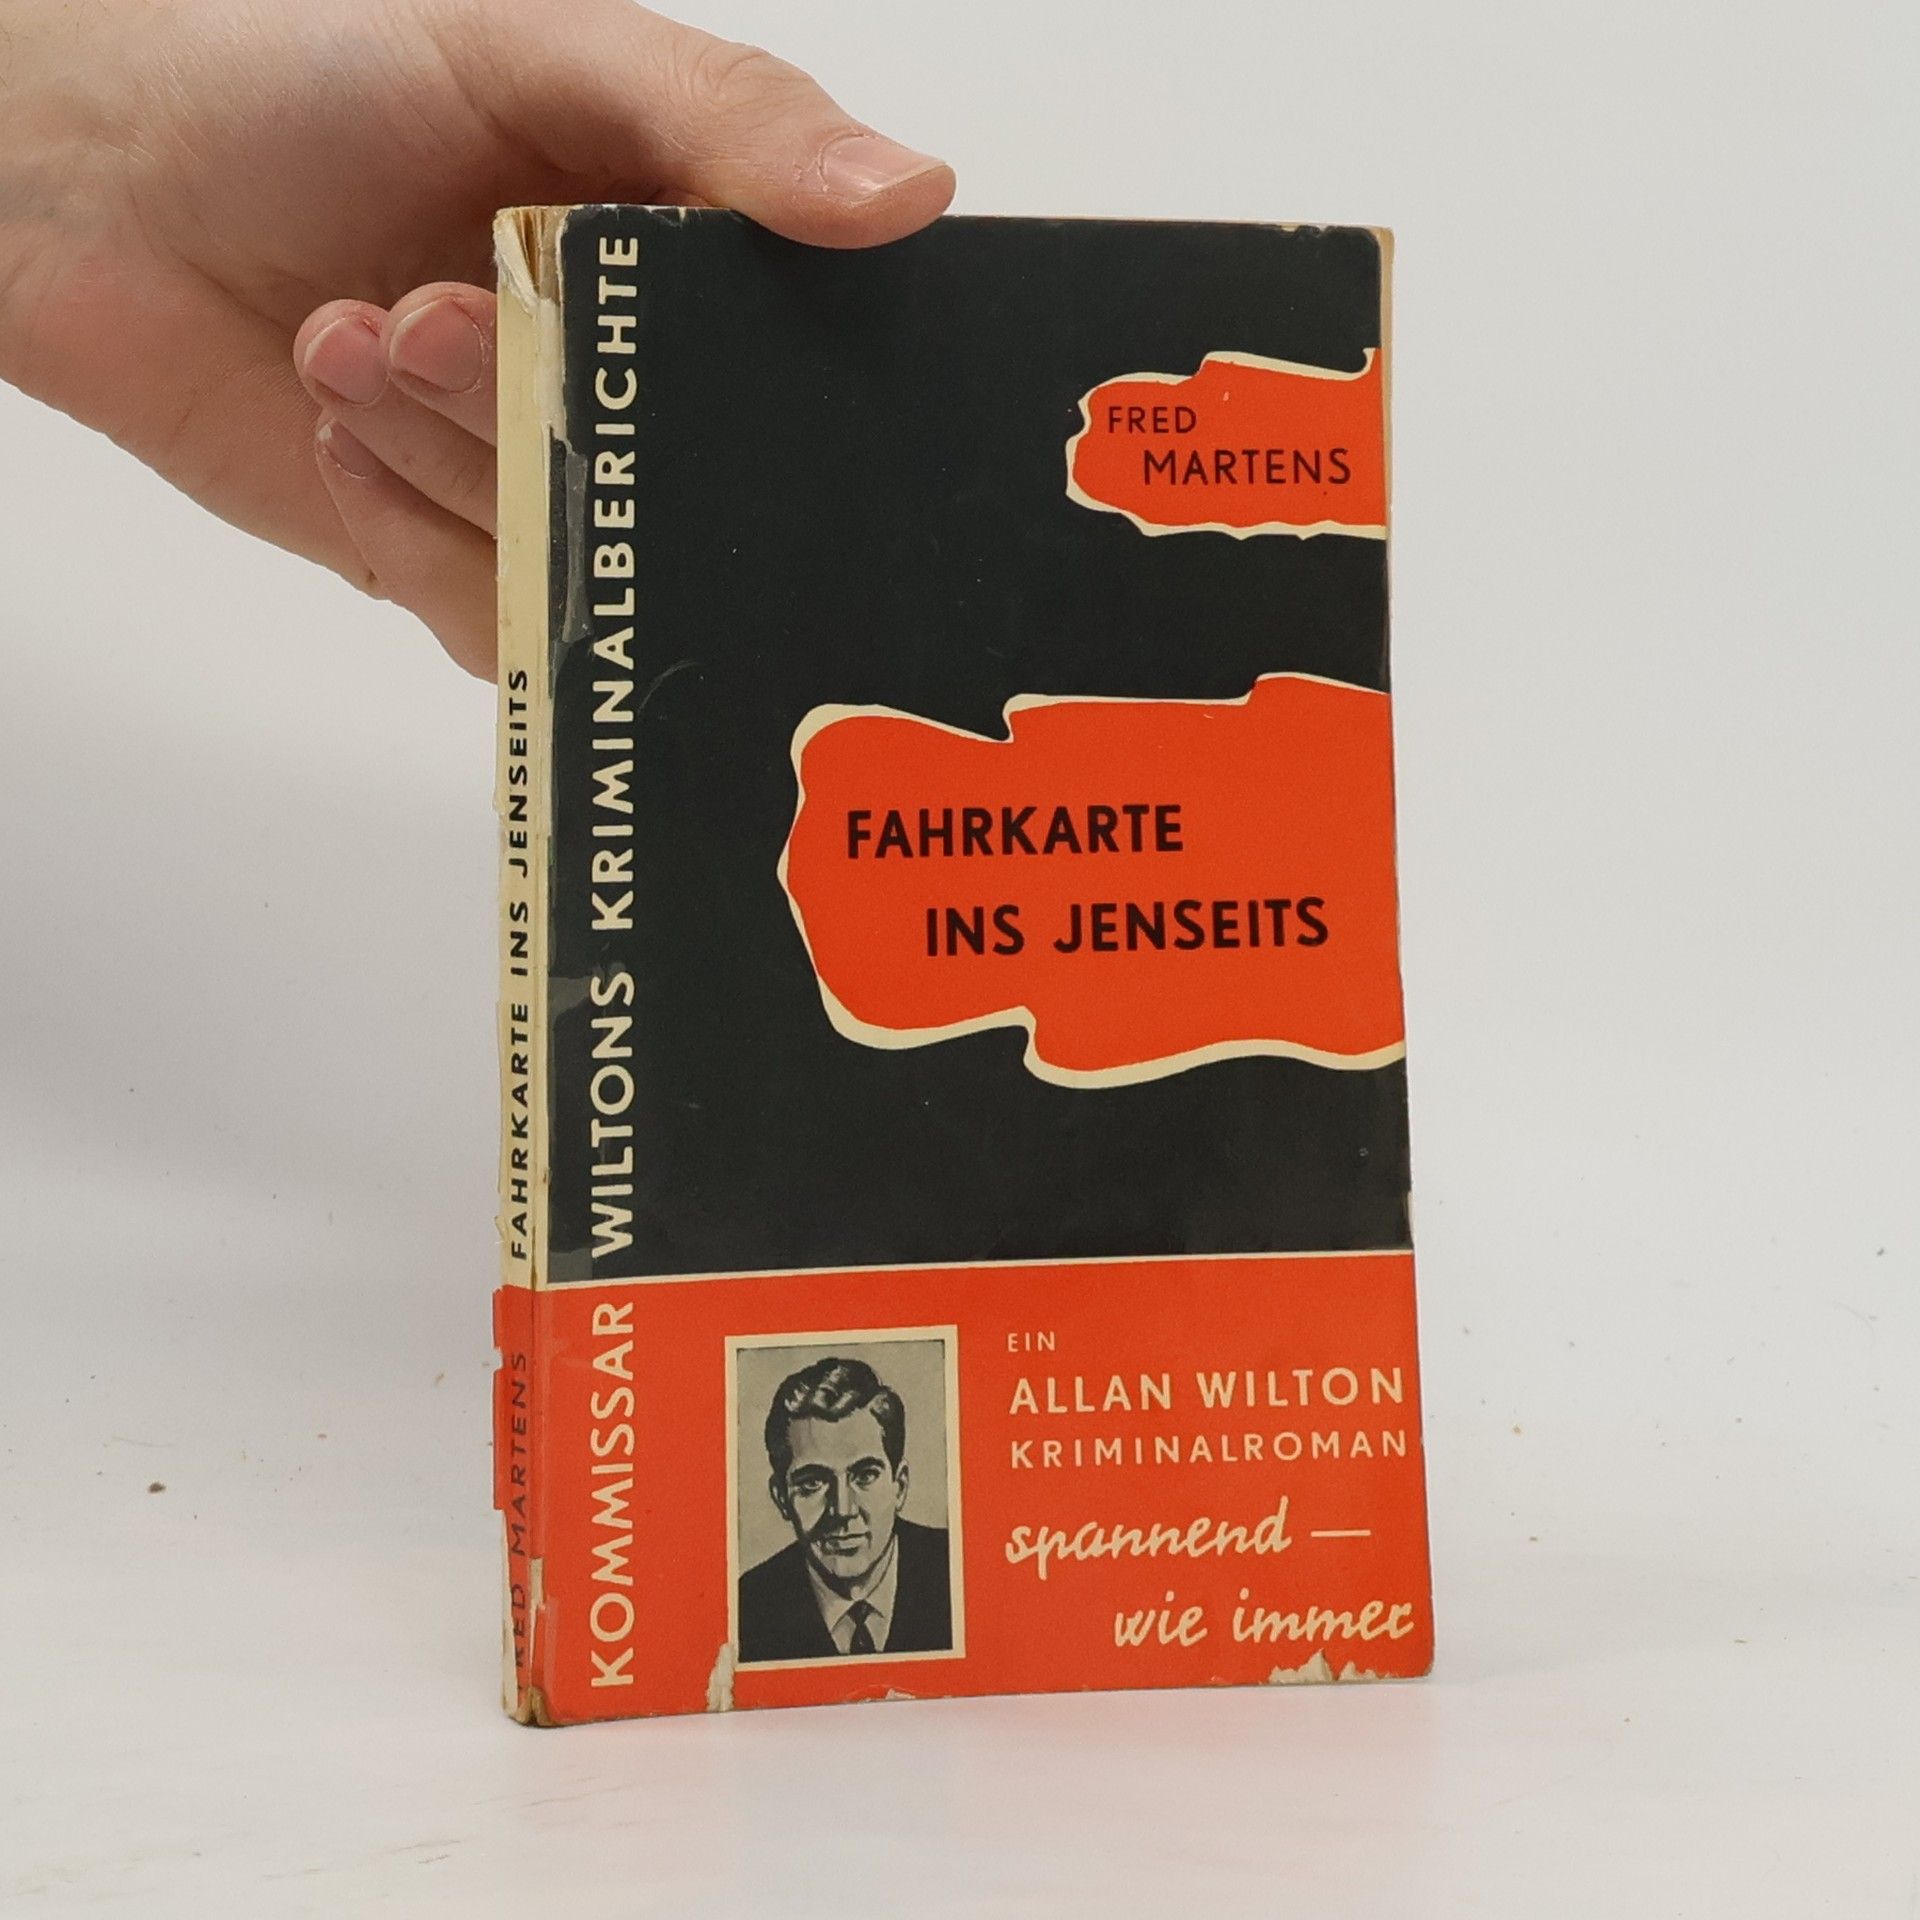 FRED
MARTENS
FAHRKARTE
INS JENSEITS
KOMMISSAR WILTONS KRIMINALBERICHTE
EIN
ALLAN WILTON
KRIMINALROMAN
spannend —
wie immer
FRED MARTENS FAHRKARTE INS JENSEITS